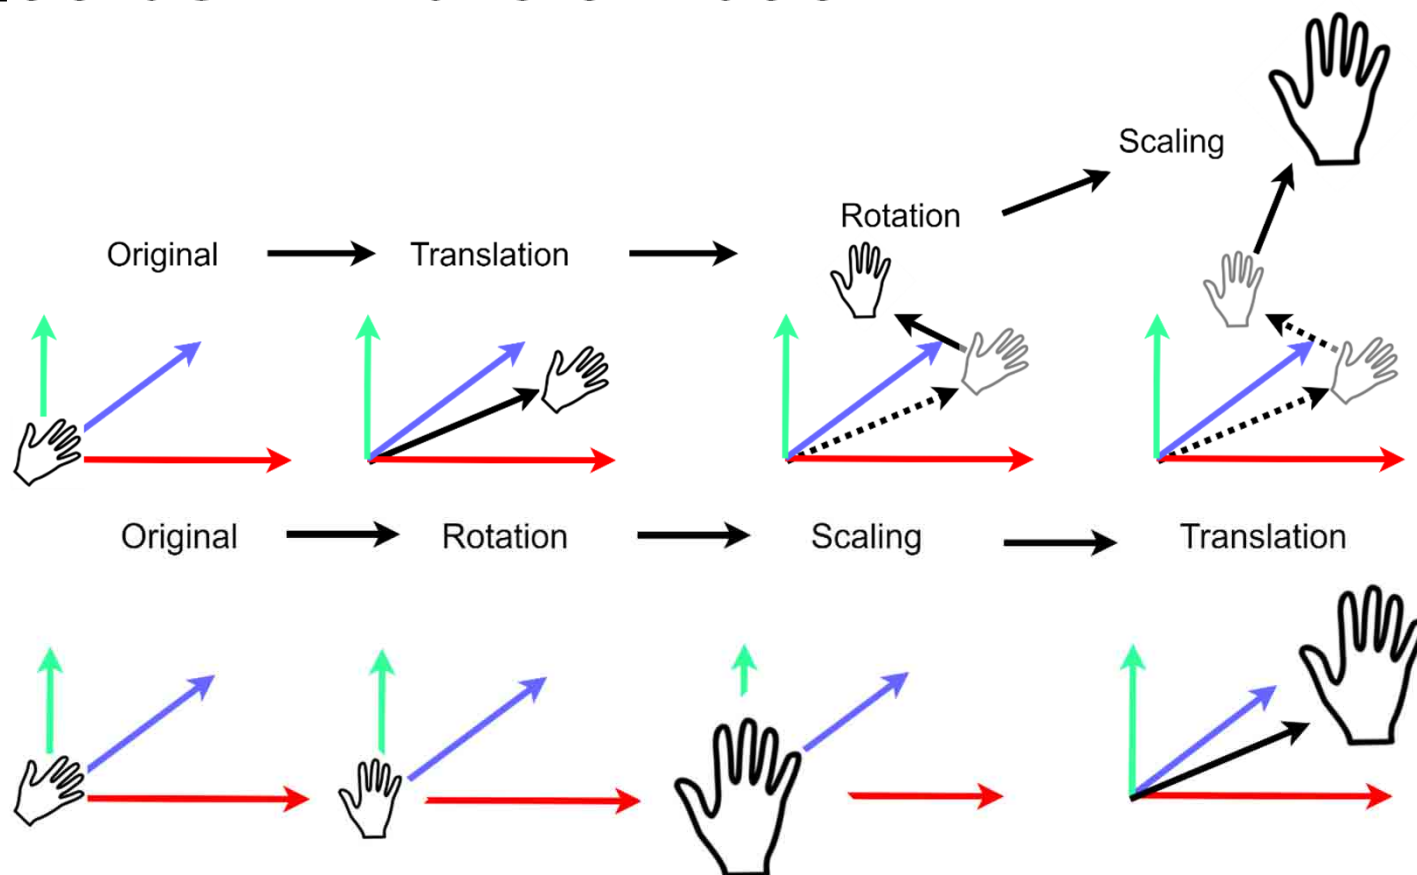 Scaling
Rotation
Original
Translation
Original
Rotation
Scaling
Translation